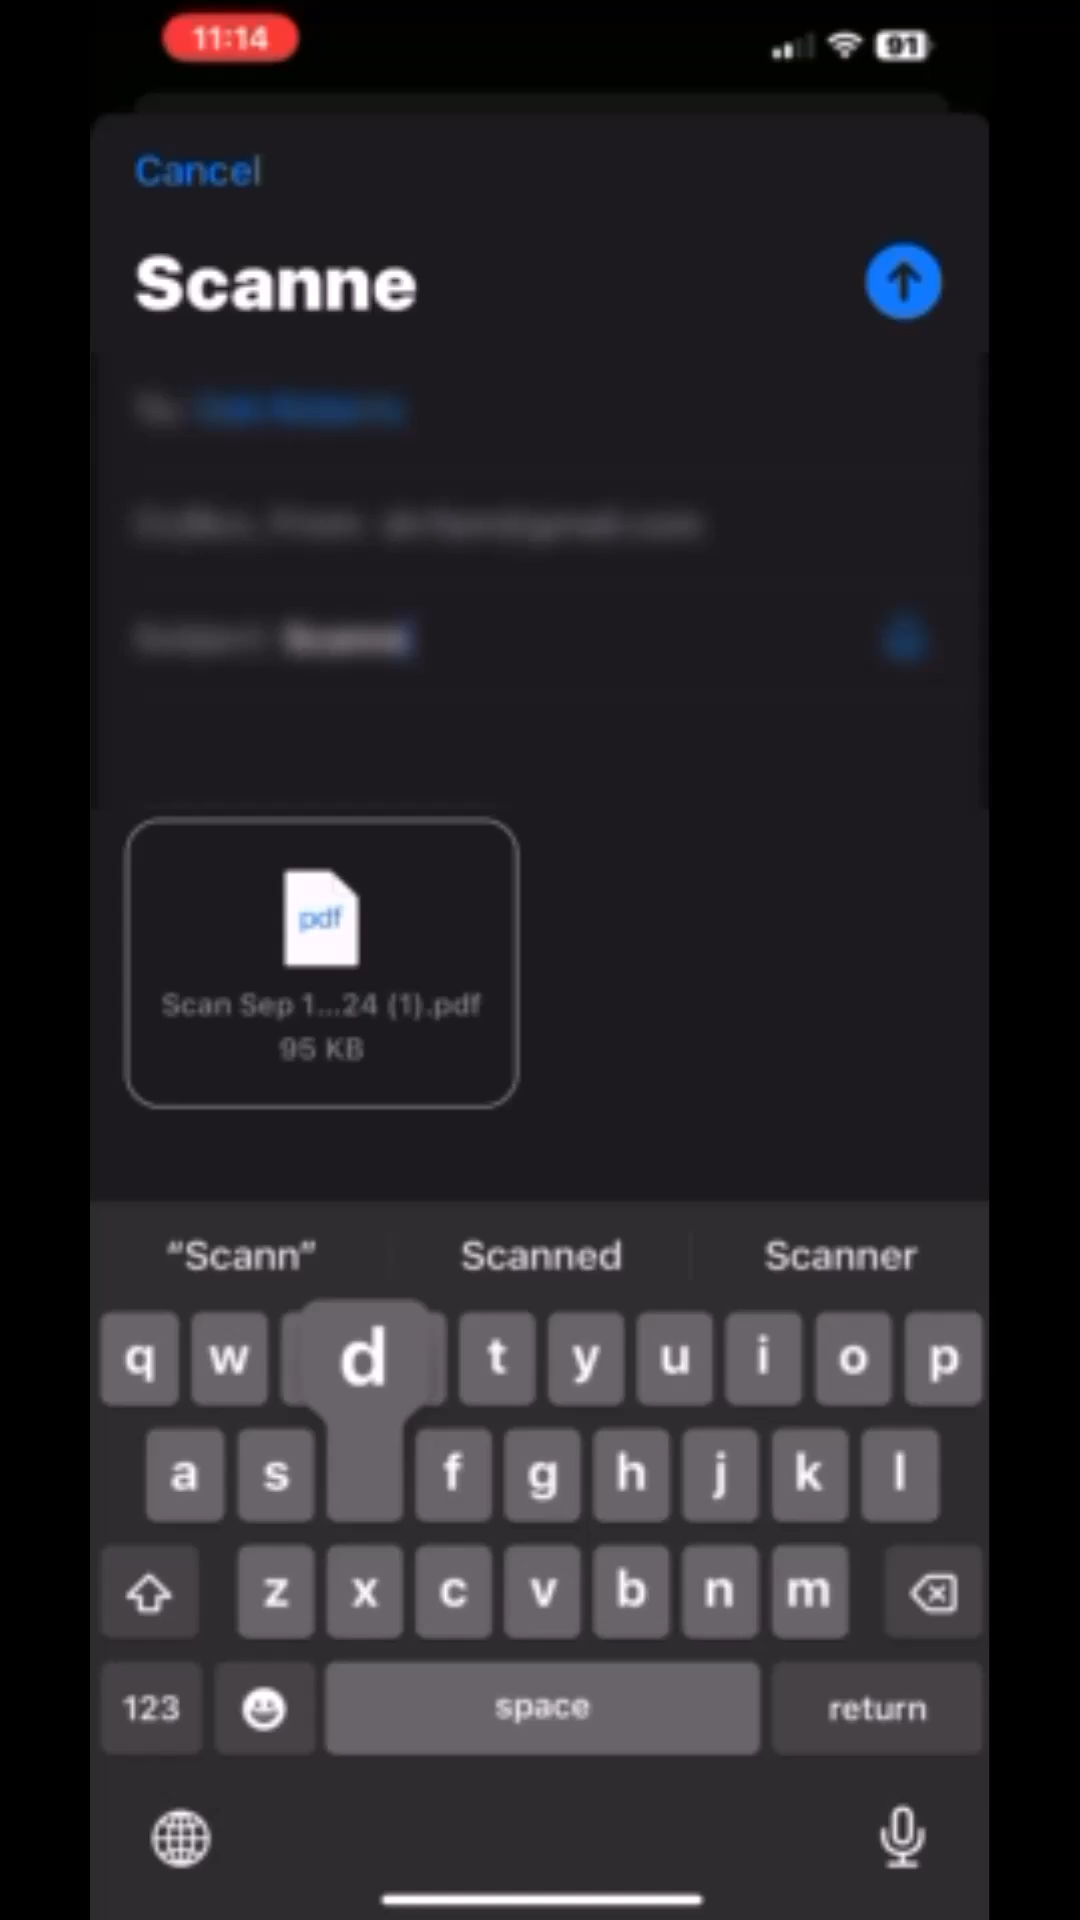 11:14
91
Cancel
Scanne
pdf
Scan Sep 1...24 (1).pdf
95 KB
“Scann” Scanned Scanner
q w d t y u i o p
a s f g h j k l
z x c v b n m
123 space return